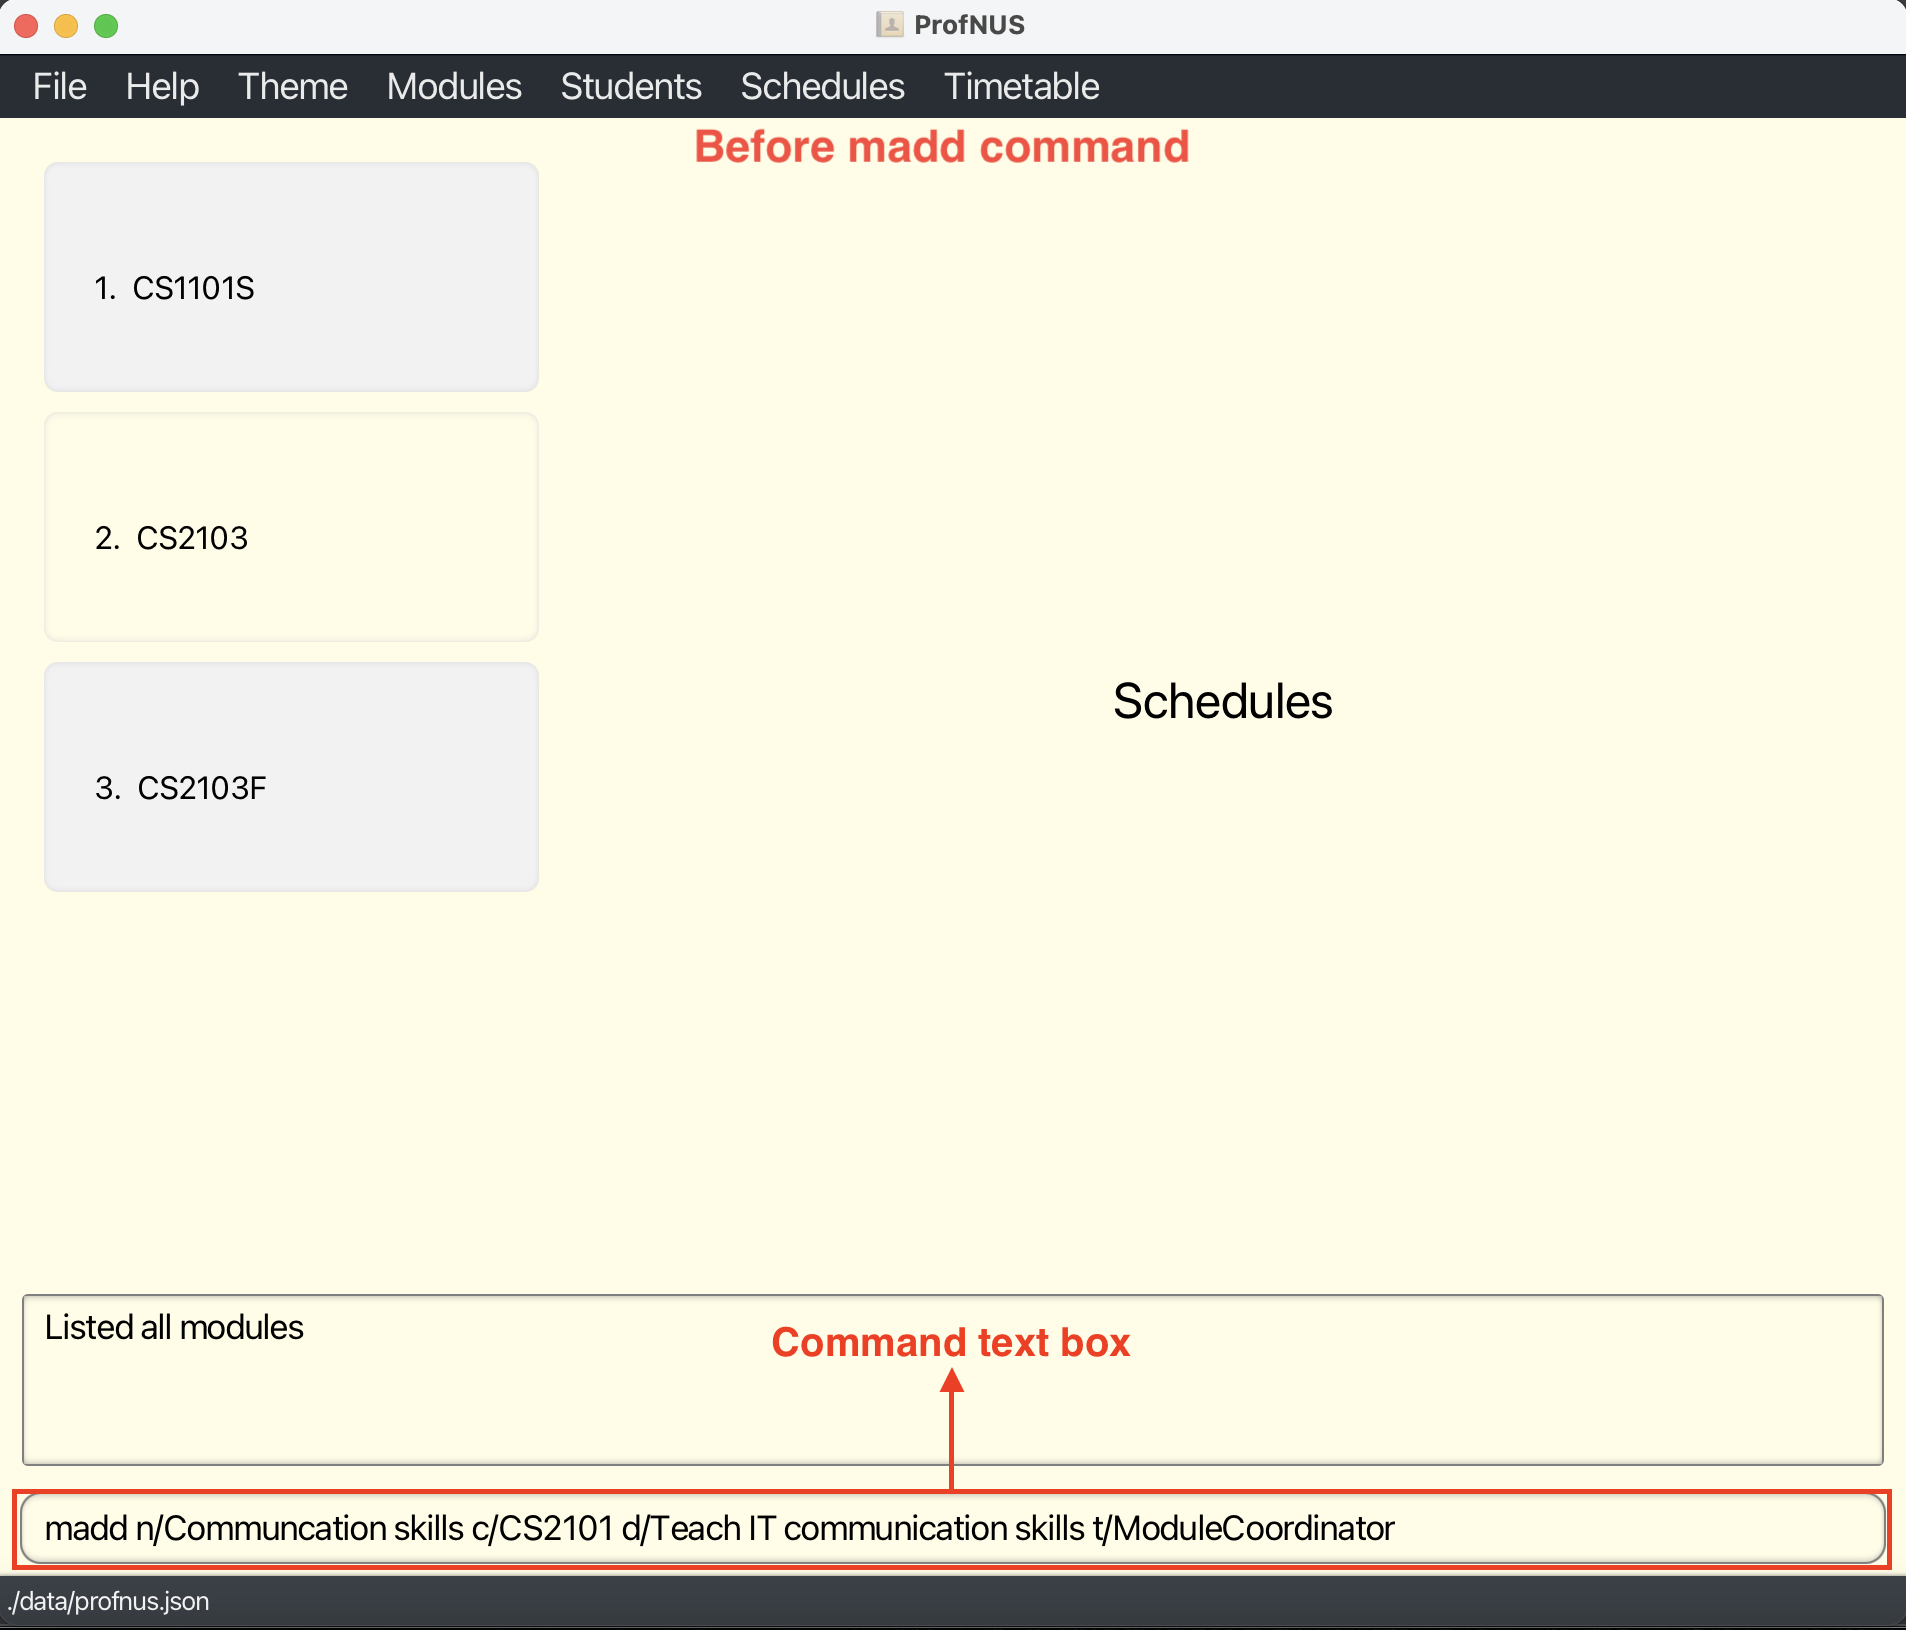 ProfNUS
File Help Theme Modules Students Schedules Timetable
Before madd command
1. CS1101S
2. CS2103
3. CS2103F
Schedules
Listed all modules
Command text box
madd n/Communcation skills c/CS2101 d/Teach IT communication skills t/ModuleCoordinator
./data/profnus.json